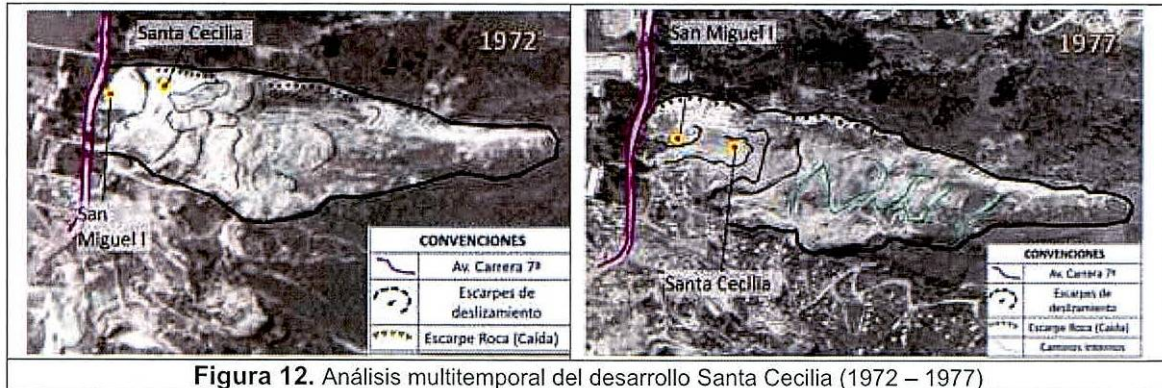 Santa Cecilia
1972
San
Miguel I
CONVENCIONES
Av. Carrera 7ª
Escarpes de
deslizamiento
Escarpe Roca (Caída)
San Miguel I
1977
Santa Cecilia
CONVENCIONES
Av. Carrera 7ª
Escarpes de
deslizamiento
Escarpe Roca (Caída)
Caminos internos
Figura 12. Análisis multitemporal del desarrollo Santa Cecilia (1972 – 1977)